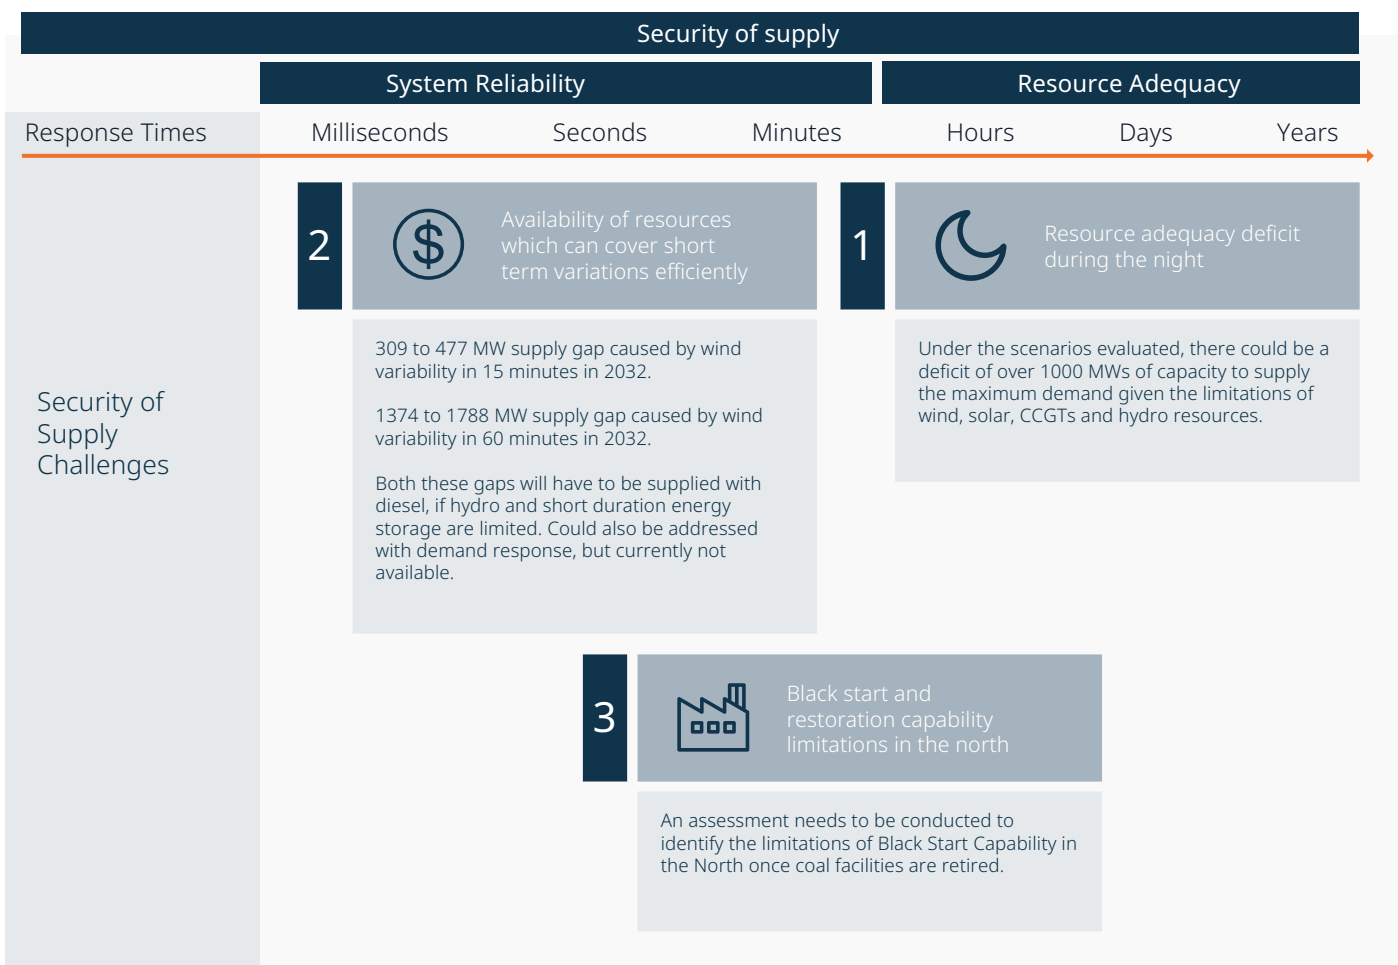 Security of supply
System Reliability
Resource Adequacy
Response Times
Milliseconds
Seconds
Minutes
Hours
Days
Years
Security of
Supply
Challenges
2
$
Availability of resources
which can cover short
term variations efficiently
309 to 477 MW supply gap caused by wind
variability in 15 minutes in 2032.
1374 to 1788 MW supply gap caused by wind
variability in 60 minutes in 2032.
Both these gaps will have to be supplied with
diesel, if hydro and short duration energy
storage are limited. Could also be addressed
with demand response, but currently not
available.
1
Resource adequacy deficit
during the night
Under the scenarios evaluated, there could be a
deficit of over 1000 MWs of capacity to supply
the maximum demand given the limitations of
wind, solar, CCGTs and hydro resources.
3
Black start and
restoration capability
limitations in the north
An assessment needs to be conducted to
identify the limitations of Black Start Capability in
the North once coal facilities are retired.